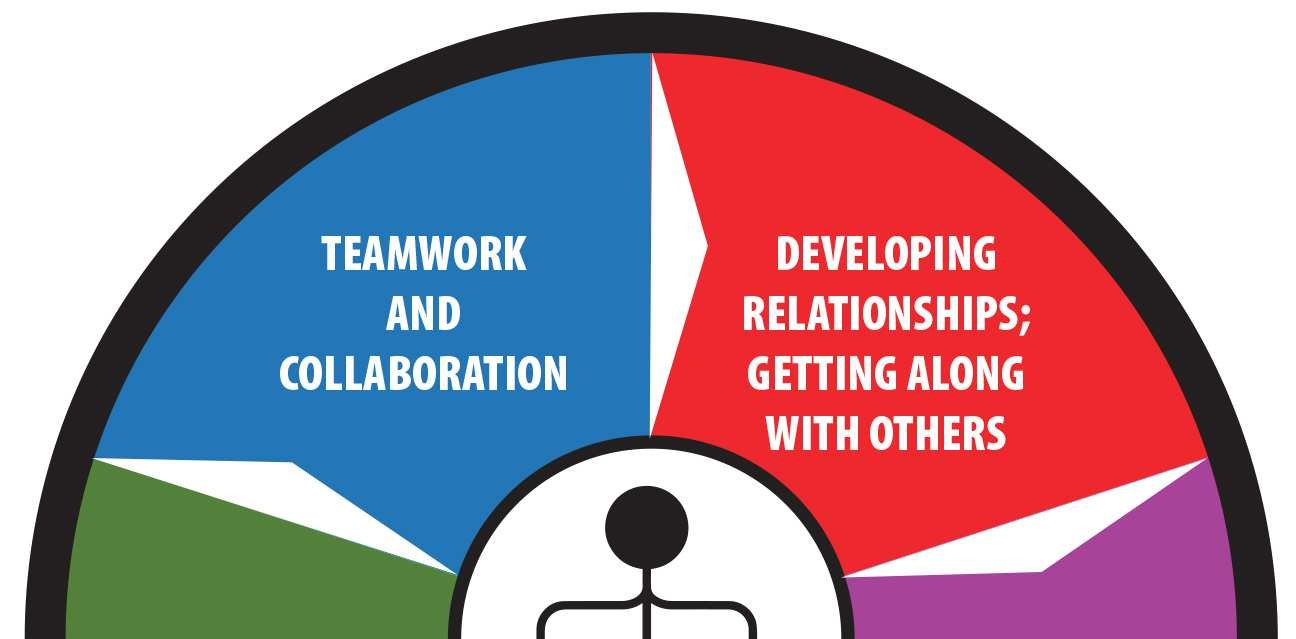 TEAMWORK
AND
COLLABORATION
DEVELOPING
RELATIONSHIPS;
GETTING ALONG
WITH OTHERS